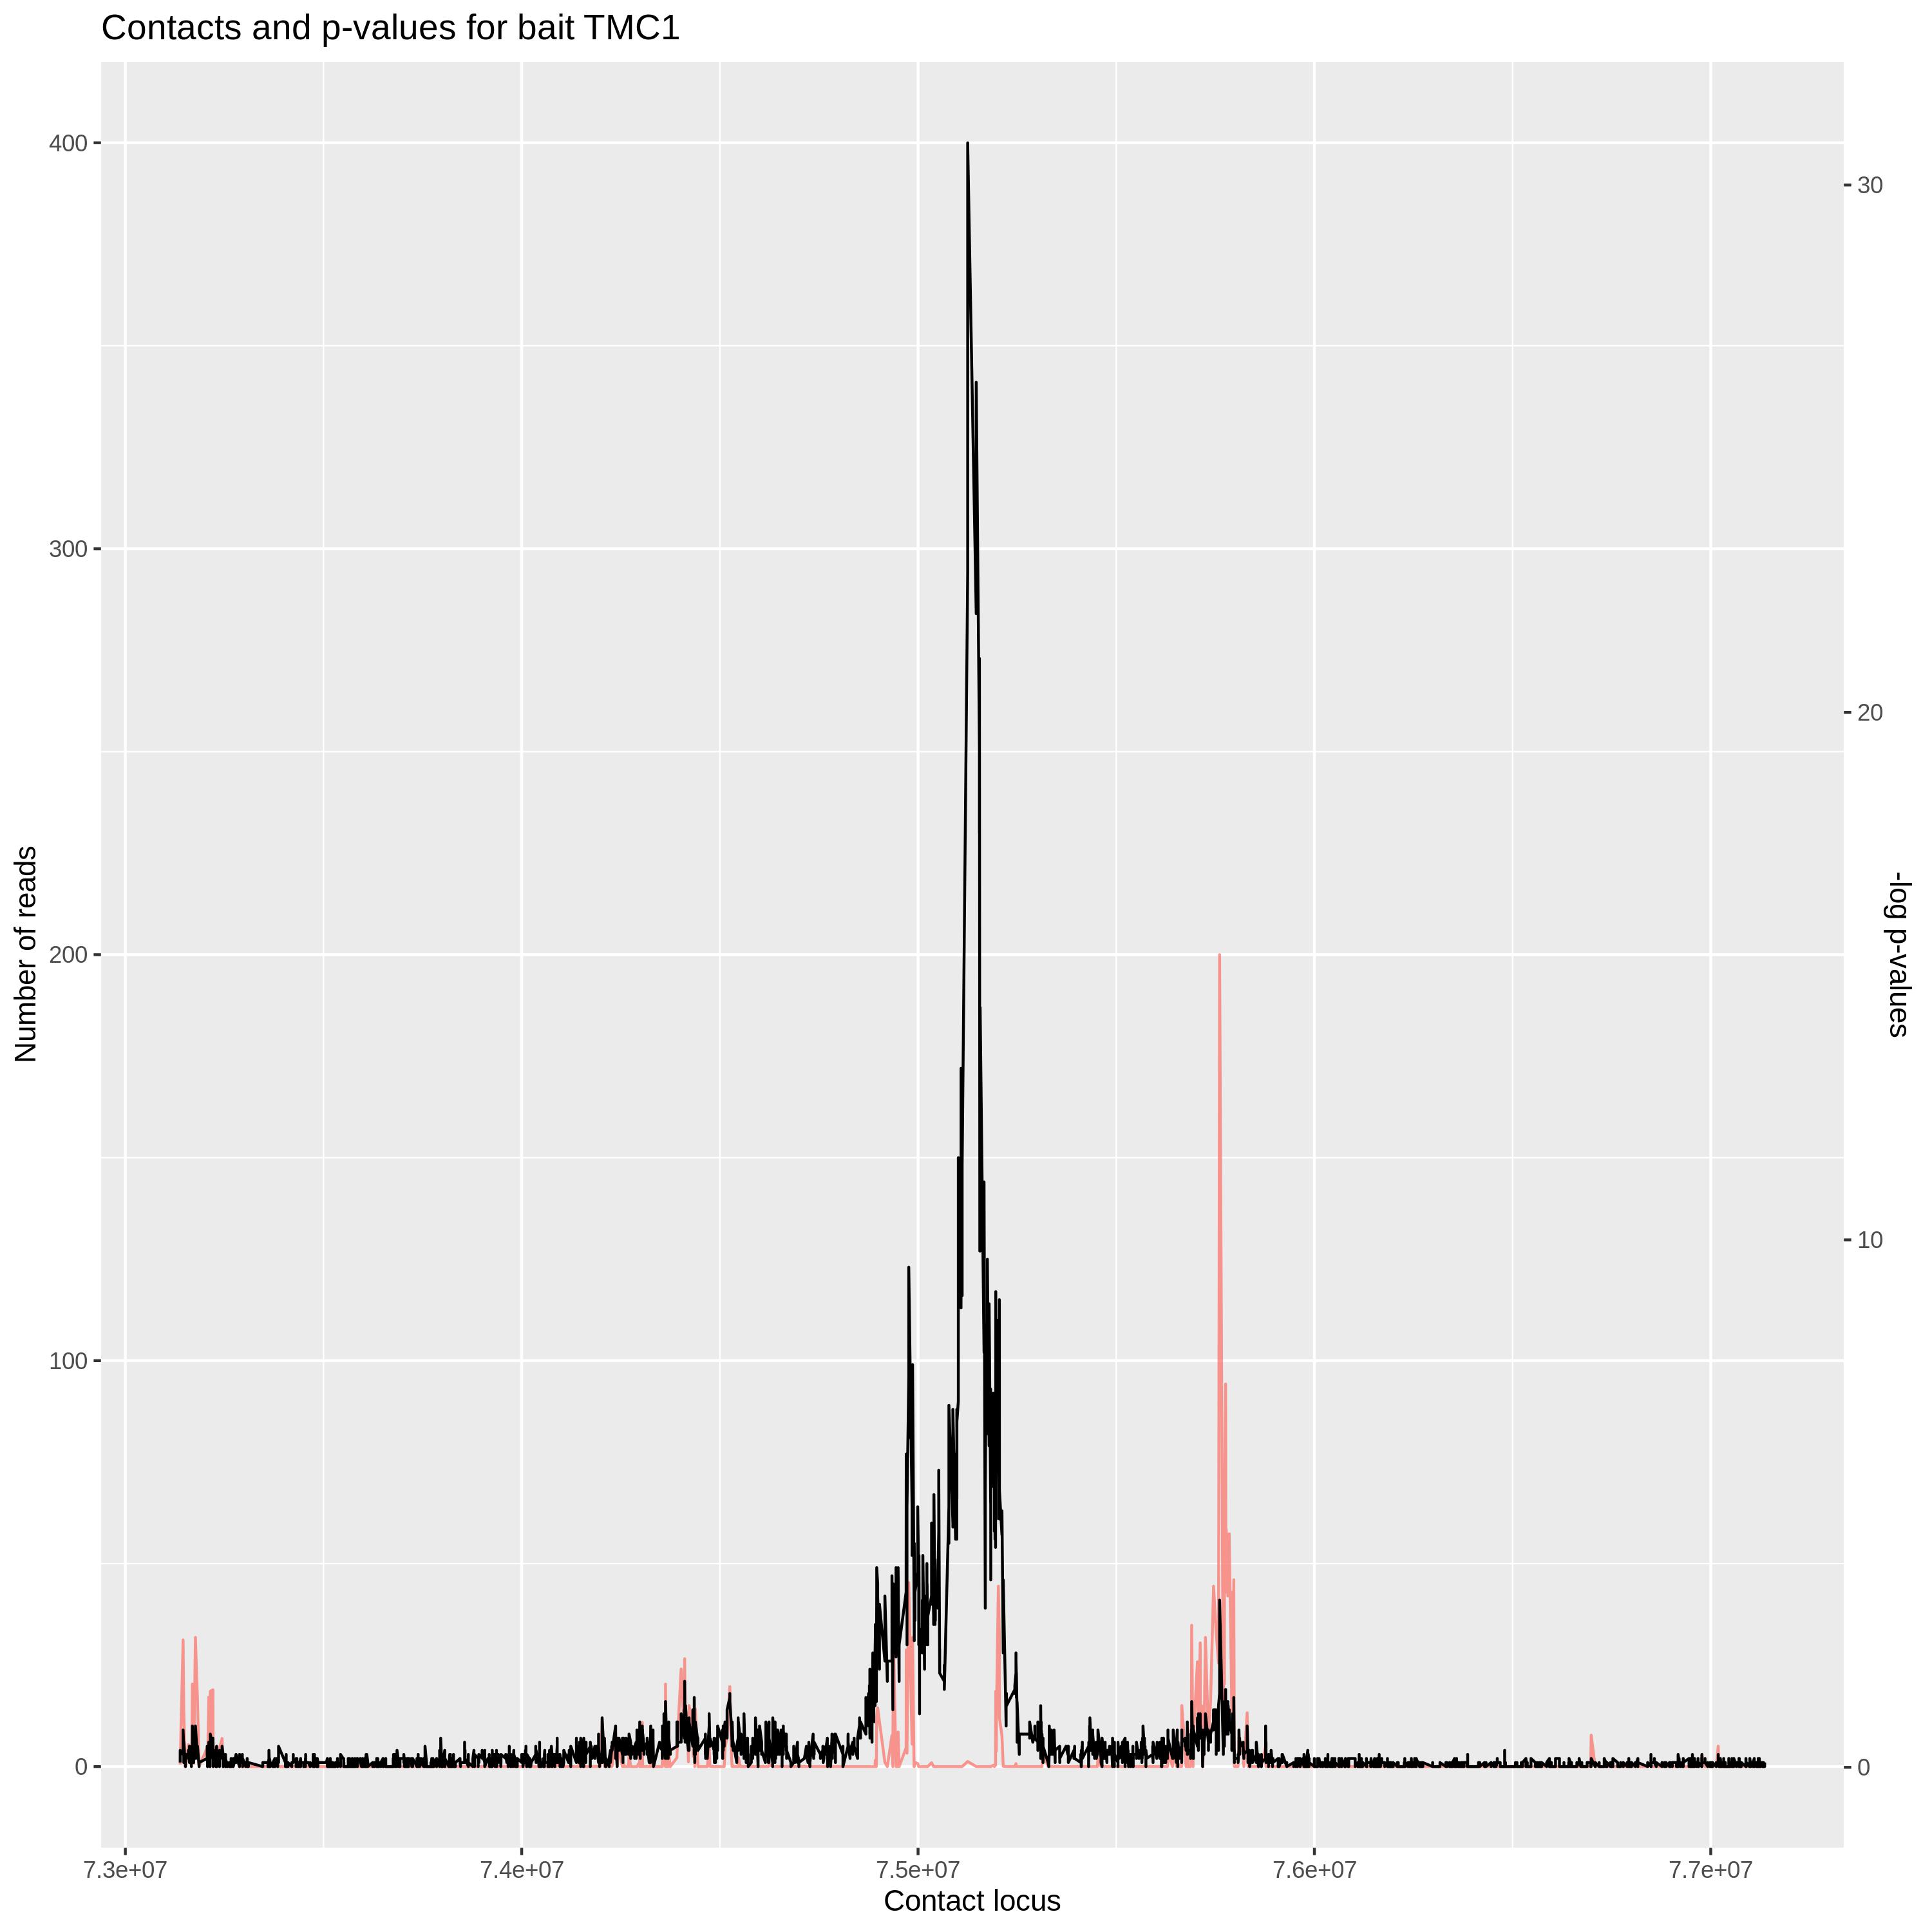 Contacts and p-values for bait TMC1
400
300
200
100
0
30
20
10
0
Number of reads
-log p-values
7.3e+07 7.4e+07 7.5e+07 7.6e+07 7.7e+07
Contact locus